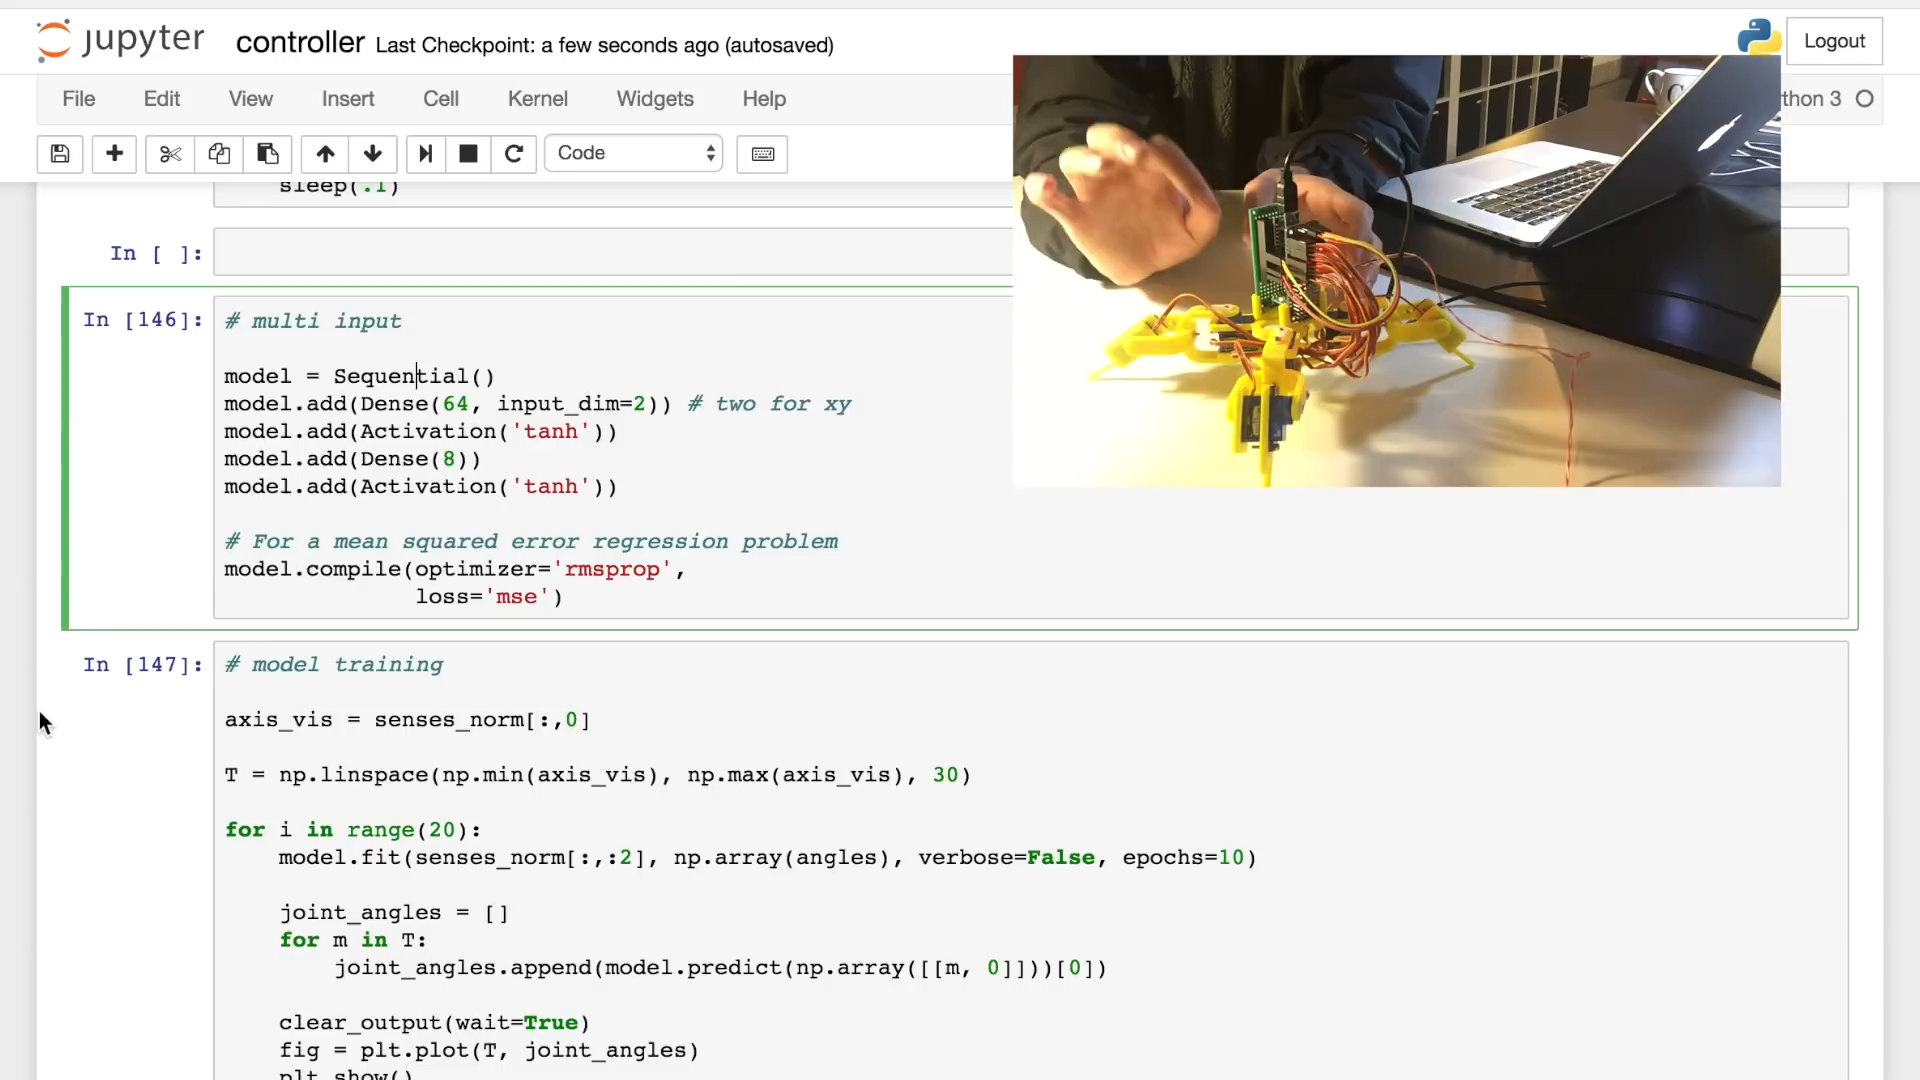 jupyter controller Last Checkpoint: a few seconds ago (autosaved) Logout
File Edit View Insert Cell Kernel Widgets Help thon 3
Code
sleep(.1)
In [ ]:
In [146]: # multi input
model = Sequential()
model.add(Dense(64, input_dim=2)) # two for xy
model.add(Activation('tanh'))
model.add(Dense(8))
model.add(Activation('tanh'))
# For a mean squared error regression problem
model.compile(optimizer='rmsprop',
loss='mse')
In [147]: # model training
axis_vis = senses_norm[:,0]
T = np.linspace(np.min(axis_vis), np.max(axis_vis), 30)
for i in range(20):
model.fit(senses_norm[:,:2], np.array(angles), verbose=False, epochs=10)
joint_angles = []
for m in T:
joint_angles.append(model.predict(np.array([[m, 0]]))[0])
clear_output(wait=True)
fig = plt.plot(T, joint_angles)
plt.show()